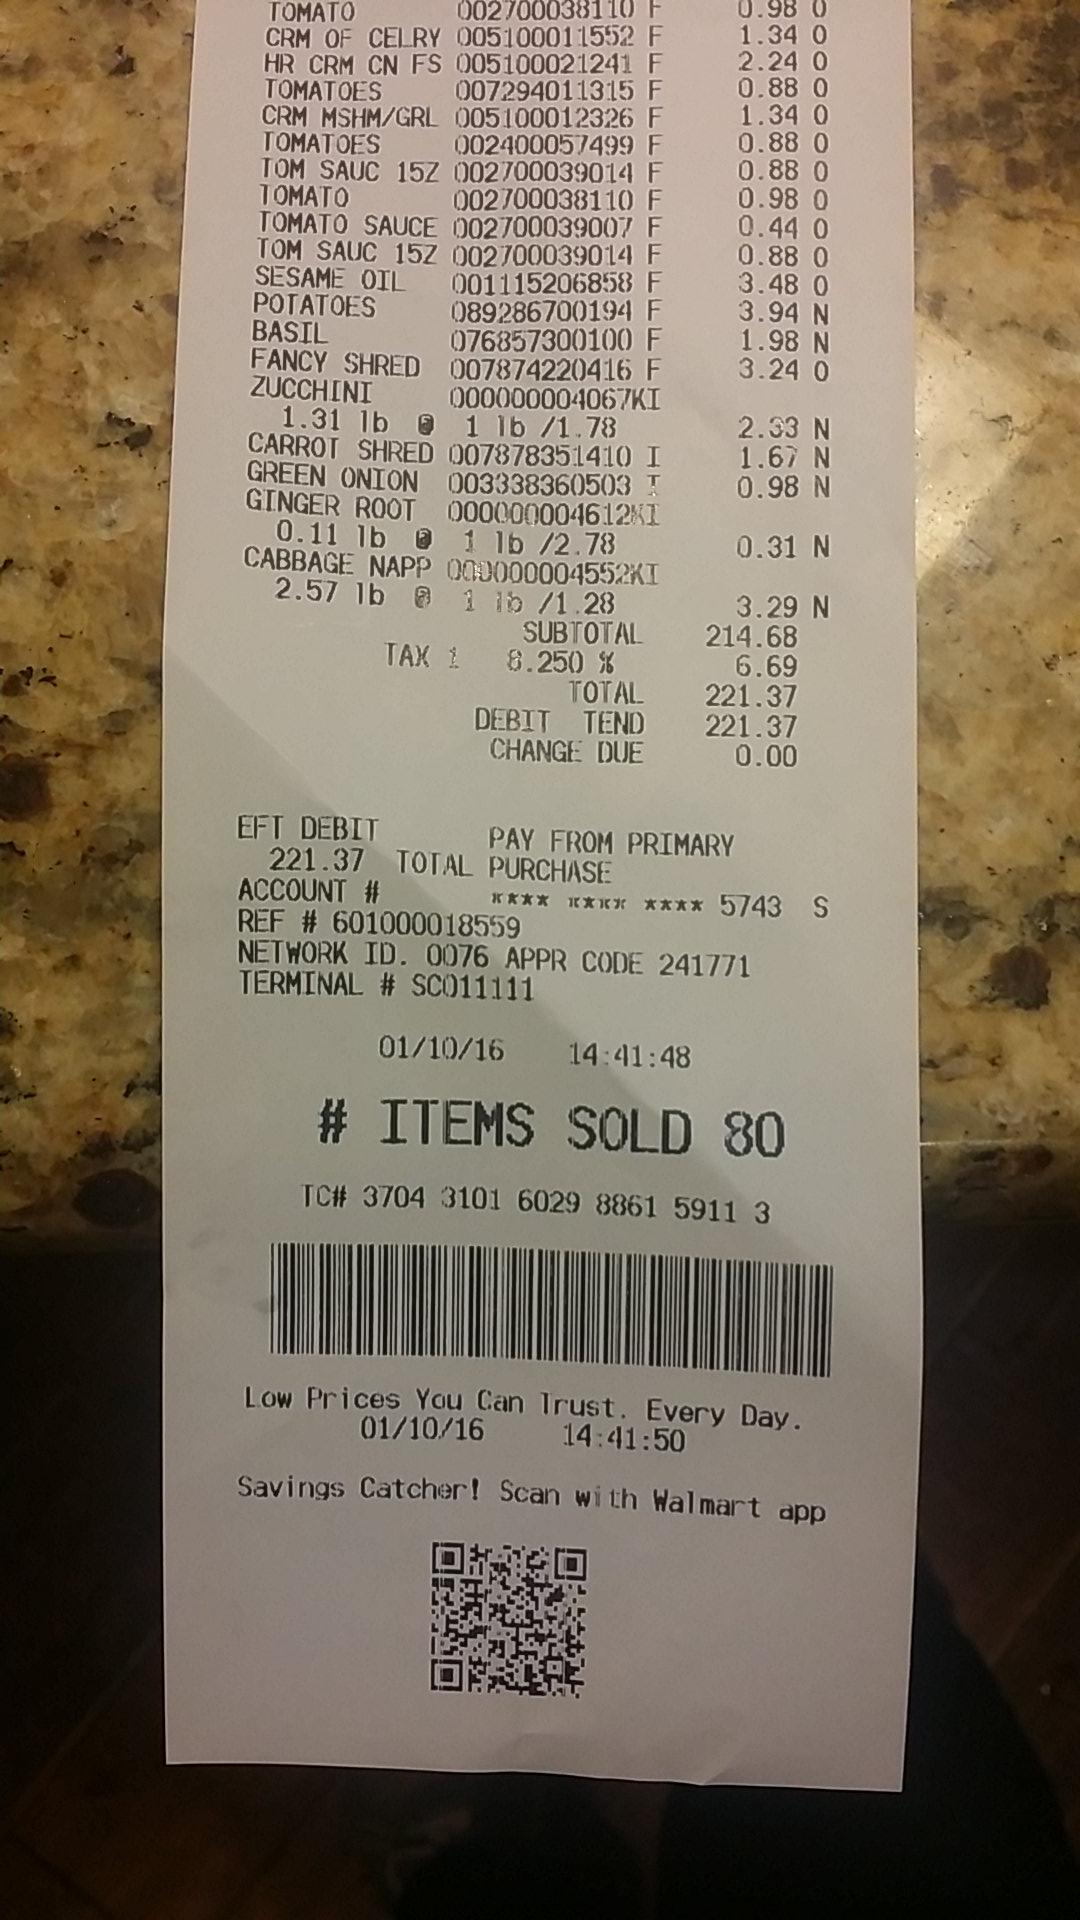 TOMATO 002700038110 F 0.98 O
CRM OF CELRY 005100011552 F 1.34 O
HR CRM CN FS 005100021241 F 2.24 O
TOMATOES 007294011315 F 0.88 O
CRM MSHM/GRL 005100012326 F 1.34 O
TOMATOES 002400057499 F 0.88 O
TOM SAUC 15Z 002700039014 F 0.88 O
TOMATO 002700038110 F 0.98 O
TOMATO SAUCE 002700039007 F 0.44 O
TOM SAUC 15Z 002700039014 F 0.88 O
SESAME OIL 001115206858 F 3.48 O
POTATOES 089286700194 F 3.94 N
BASIL 076857300100 F 1.98 N
FANCY SHRED 007874220416 F 3.24 O
ZUCCHINI 000000004067KI
1.31 lb @ 1 lb /1.78 2.33 N
CARROT SHRED 007878351410 I 1.67 N
GREEN ONION 003338360503 I 0.98 N
GINGER ROOT 000000004612KI
0.11 lb @ 1 lb /2.78 0.31 N
CABBAGE NAPP 000000004552KI
2.57 lb @ 1 lb /1.28 3.29 N
SUBTOTAL 214.68
TAX 1 8.250 % 6.69
TOTAL 221.37
DEBIT TEND 221.37
CHANGE DUE 0.00
EFT DEBIT PAY FROM PRIMARY
221.37 TOTAL PURCHASE
ACCOUNT # **** **** **** 5743 S
REF # 601000018559
NETWORK ID. 0076 APPR CODE 241771
TERMINAL # SC011111
01/10/16 14:41:48
# ITEMS SOLD 80
TC# 3704 3101 6029 8861 5911 3
Low Prices You Can Trust. Every Day.
01/10/16 14:41:50
Savings Catcher! Scan with Walmart app